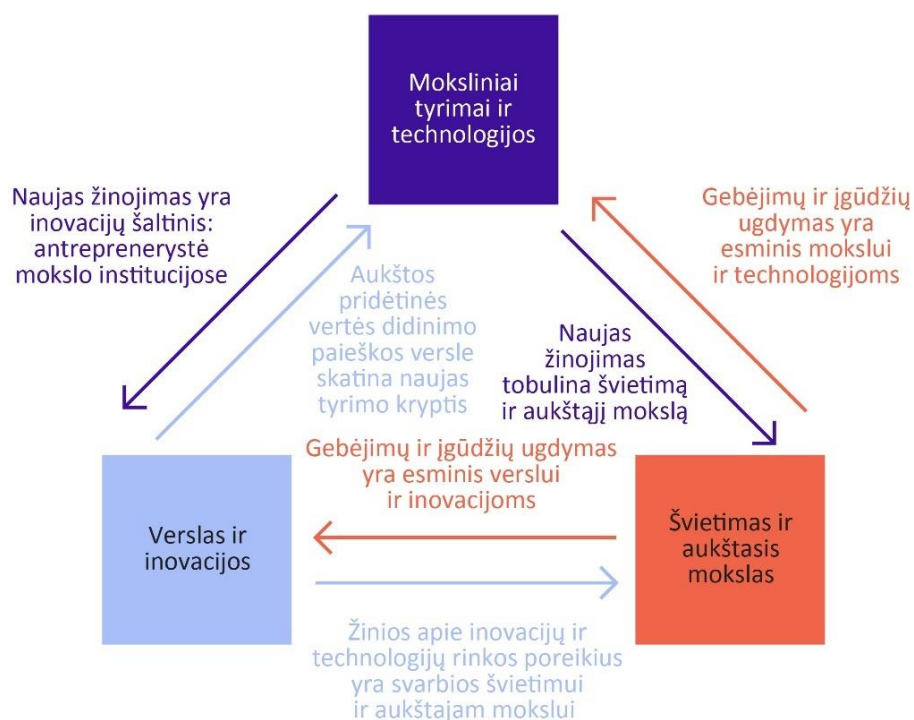 Moksliniai
tyrimai ir
technologijos
Naujas žinojimas yra
inovacijų šaltinis:
antreprenerystė
mokslo institucijose
Gebėjimų ir įgūdžių
ugdymas yra
esminis mokslui
ir technologijoms
Aukštos
pridėtinės
vertės didinimo
paieškos versle
skatina naujas
tyrimo kryptis
Naujas
žinojimas
tobulina švietimą
ir aukštąjį mokslą
Gebėjimų ir įgūdžių ugdymas
yra esminis verslui
ir inovacijoms
Verslas ir
inovacijos
Švietimas ir
aukštasis
mokslas
Žinios apie inovacijų ir
technologijų rinkos poreikius
yra svarbios švietimui
ir aukštajam mokslui